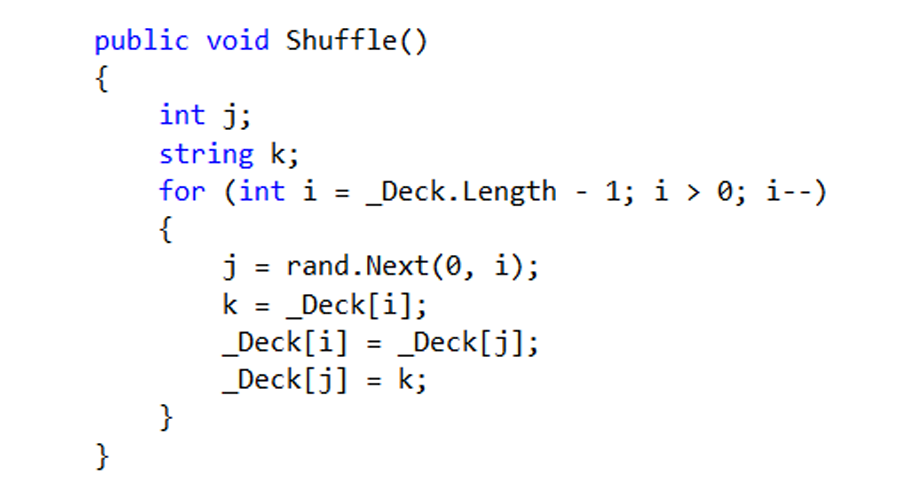 public void Shuffle()
{
int j;
string k;
for (int i = _Deck.Length - 1; i > 0; i--)
{
j = rand.Next(0, i);
k = _Deck[i];
_Deck[i] = _Deck[j];
_Deck[j] = k;
}
}